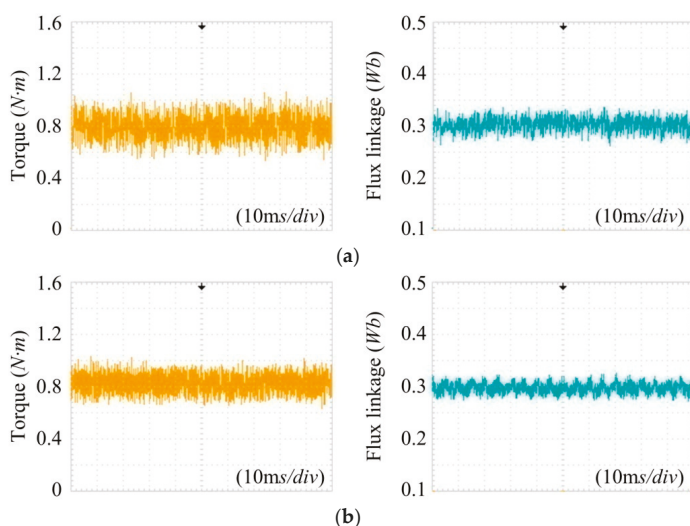 1.6
1.2
0.8
0.4
0
Torque (N·m)
(10ms/div)
0.5
0.4
0.3
0.2
0.1
Flux linkage (Wb)
(10ms/div)
(a)
1.6
1.2
0.8
0.4
0
Torque (N·m)
(10ms/div)
0.5
0.4
0.3
0.2
0.1
Flux linkage (Wb)
(10ms/div)
(b)